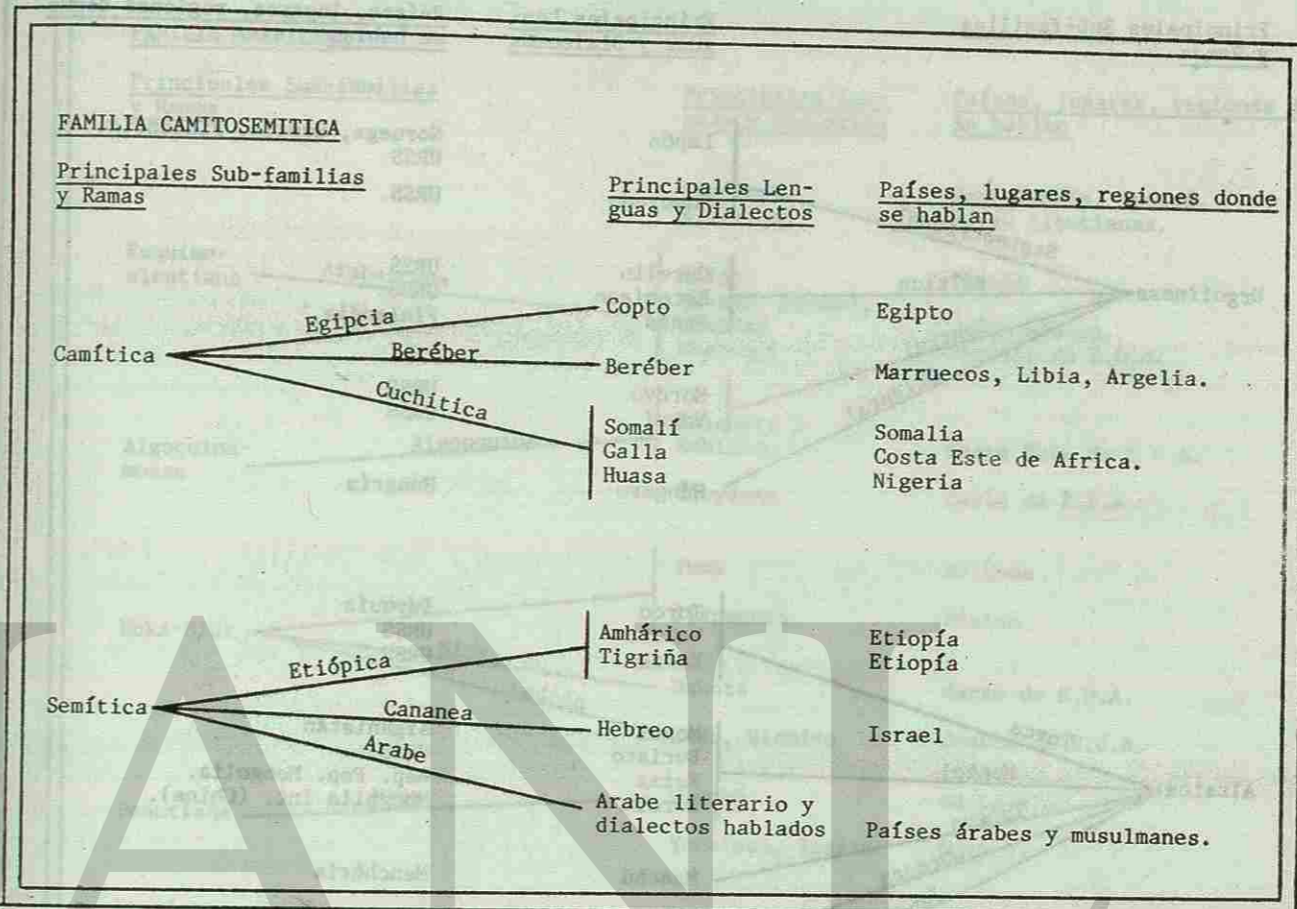 FAMILIA CAMITOSEMITICA
Principales Sub-familias
y Ramas
Principales Len-
guas y Dialectos
Países, lugares, regiones donde
se hablan
Camítica
Egipcia
Copto
Egipto
Beréber
Beréber
Marruecos, Libia, Argelia.
Cuchitica
Somalí
Somalia
Galla
Costa Este de Africa.
Huasa
Nigeria
Semítica
Etiópica
Amhárico
Etiopía
Tigriña
Etiopía
Cananea
Hebreo
Israel
Arabe
Arabe literario y
dialectos hablados
Países árabes y musulmanes.